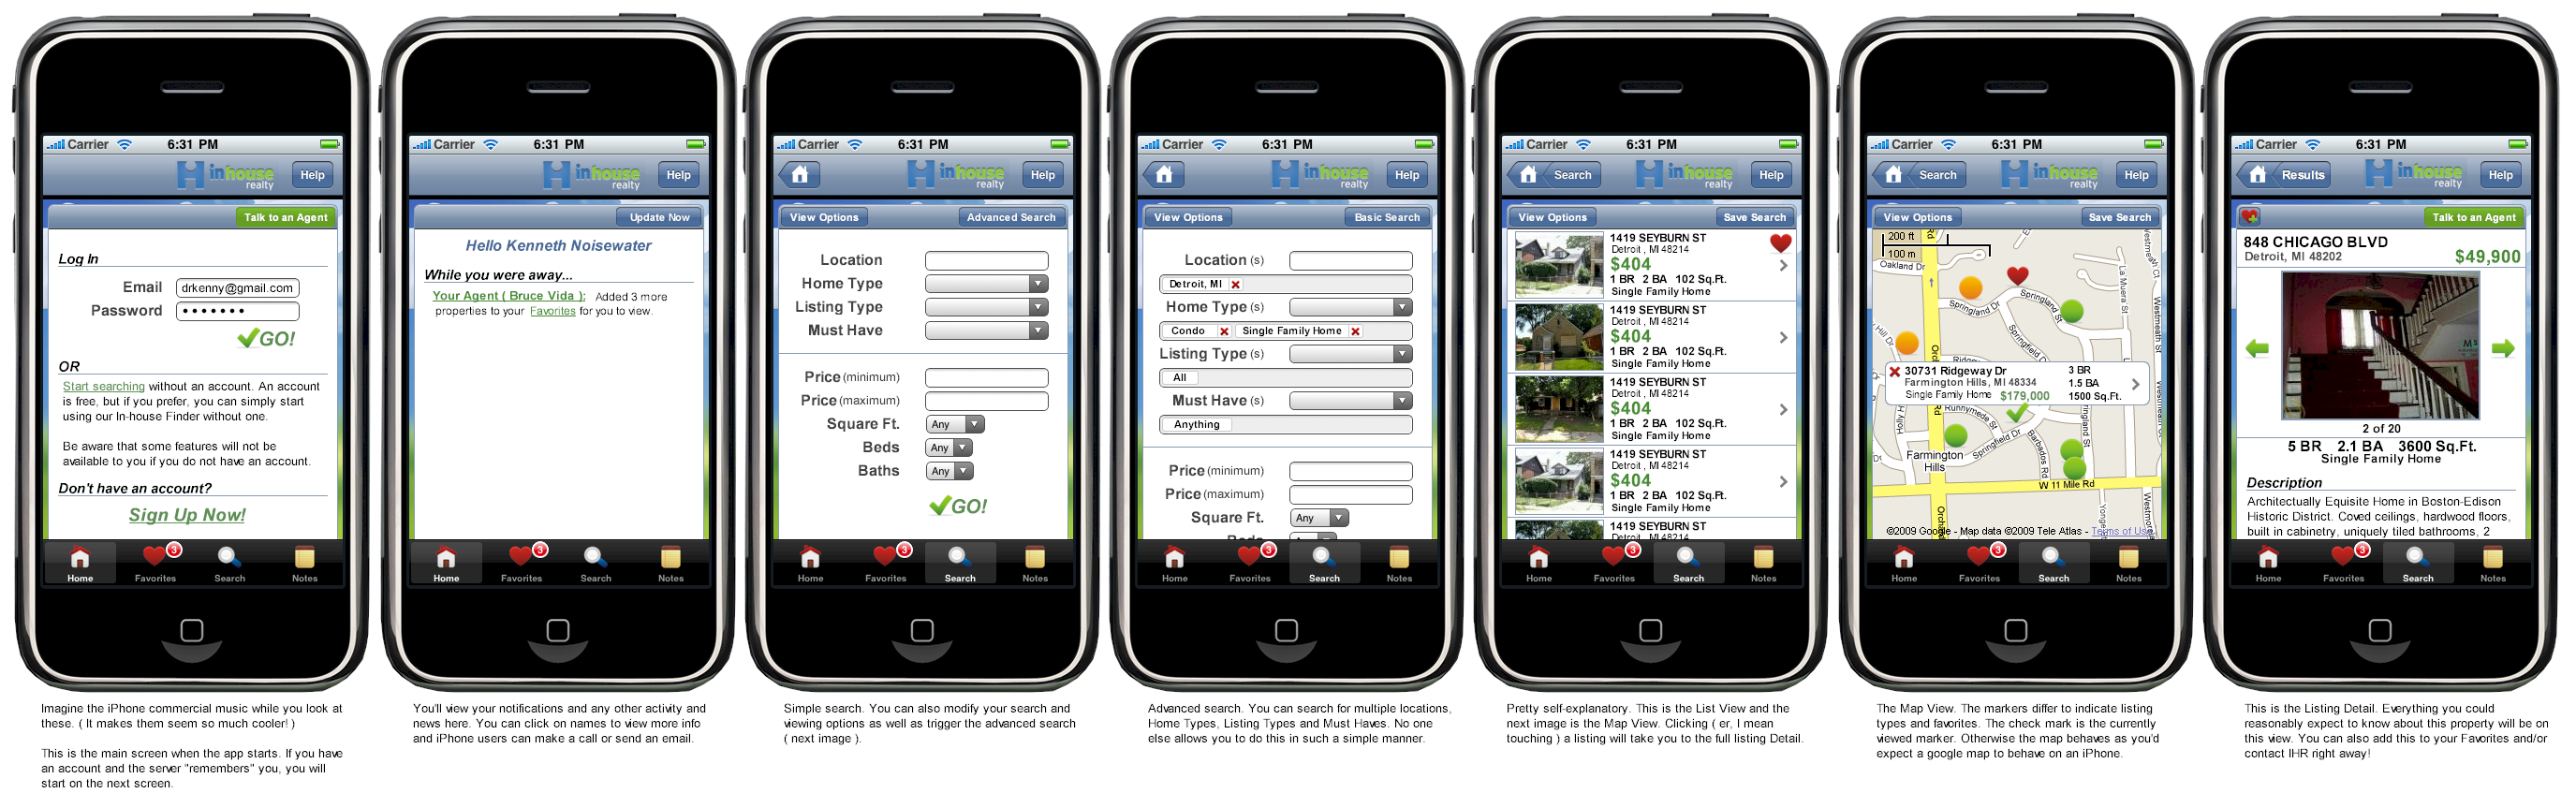 Carrier 6:31 PM
inhouse
realty
Help
Talk to an Agent
Log In
Email drkenny@gmail.com
Password
GO!
OR
Start searching without an account. An account
is free, but if you prefer, you can simply start
using our In-house Finder without one.
Be aware that some features will not be
available to you if you do not have an account.
Don't have an account?
Sign Up Now!
Home Favorites 3 Search Notes
Imagine the iPhone commercial music while you look at
these. ( It makes them seem so much cooler! )
This is the main screen when the app starts. If you have
an account and the server "remembers" you, you will
start on the next screen.
Carrier 6:31 PM
inhouse
realty
Help
Update Now
Hello Kenneth Noisewater
While you were away...
Your Agent ( Bruce Vida ): Added 3 more
properties to your Favorites for you to view.
Home Favorites 3 Search Notes
You'll view your notifications and any other activity and
news here. You can click on names to view more info
and iPhone users can make a call or send an email.
Carrier 6:31 PM
inhouse
realty
Help
View Options Advanced Search
Location
Home Type
Listing Type
Must Have
Price (minimum)
Price (maximum)
Square Ft. Any
Beds Any
Baths Any
GO!
Home Favorites 3 Search Notes
Simple search. You can also modify your search and
viewing options as well as trigger the advanced search
( next image ).
Carrier 6:31 PM
inhouse
realty
Help
View Options Basic Search
Location (s)
Detroit, MI
Home Type (s)
Condo Single Family Home
Listing Type (s)
All
Must Have (s)
Anything
Price (minimum)
Price (maximum)
Square Ft. Any
Beds
Home Favorites 3 Search Notes
Advanced search. You can search for multiple locations,
Home Types, Listing Types and Must Haves. No one
else allows you to do this in such a simple manner.
Carrier 6:31 PM
Search
inhouse
realty
Help
View Options Save Search
1419 SEYBURN ST
Detroit , MI 48214
$404
1 BR 2 BA 102 Sq.Ft.
Single Family Home
1419 SEYBURN ST
Detroit , MI 48214
$404
1 BR 2 BA 102 Sq.Ft.
Single Family Home
1419 SEYBURN ST
Detroit , MI 48214
$404
1 BR 2 BA 102 Sq.Ft.
Single Family Home
1419 SEYBURN ST
Detroit , MI 48214
$404
1 BR 2 BA 102 Sq.Ft.
Single Family Home
1419 SEYBURN ST
Detroit , MI 48214
Home Favorites 3 Search Notes
Pretty self-explanatory. This is the List View and the
next image is the Map View. Clicking ( er, I mean
touching ) a listing will take you to the full listing Detail.
Carrier 6:31 PM
Search
inhouse
realty
Help
View Options Save Search
200 ft
100 m
Rd
Oakland Dr
La Muera St
Westmeath St
Springland Dr
Springland St
Springfield Dr
Hill Dr
30731 Ridgeway Dr 3 BR
Farmington Hills, MI 48334 1.5 BA
Single Family Home $179,000 1500 Sq.Ft.
Runnymede St
Rd
Holly H
Springfield Dr
Barbados Rd
Farmington
Hills
W 11 Mile Rd
©2009 Google - Map data ©2009 Tele Atlas - Terms of Us
Home Favorites 3 Search Notes
The Map View. The markers differ to indicate listing
types and favorites. The check mark is the currently
viewed marker. Otherwise the map behaves as you'd
expect a google map to behave on an iPhone.
Carrier 6:31 PM
Results
inhouse
realty
Help
Talk to an Agent
848 CHICAGO BLVD
Detroit, MI 48202
$49,900
2 of 20
5 BR 2.1 BA 3600 Sq.Ft.
Single Family Home
Description
Architectually Equisite Home in Boston-Edison
Historic District. Coved ceilings, hardwood floors,
built in cabinetry, uniquely tiled bathrooms, 2
Home Favorites 3 Search Notes
This is the Listing Detail. Everything you could
reasonably expect to know about this property will be on
this view. You can also add this to your Favorites and/or
contact IHR right away!